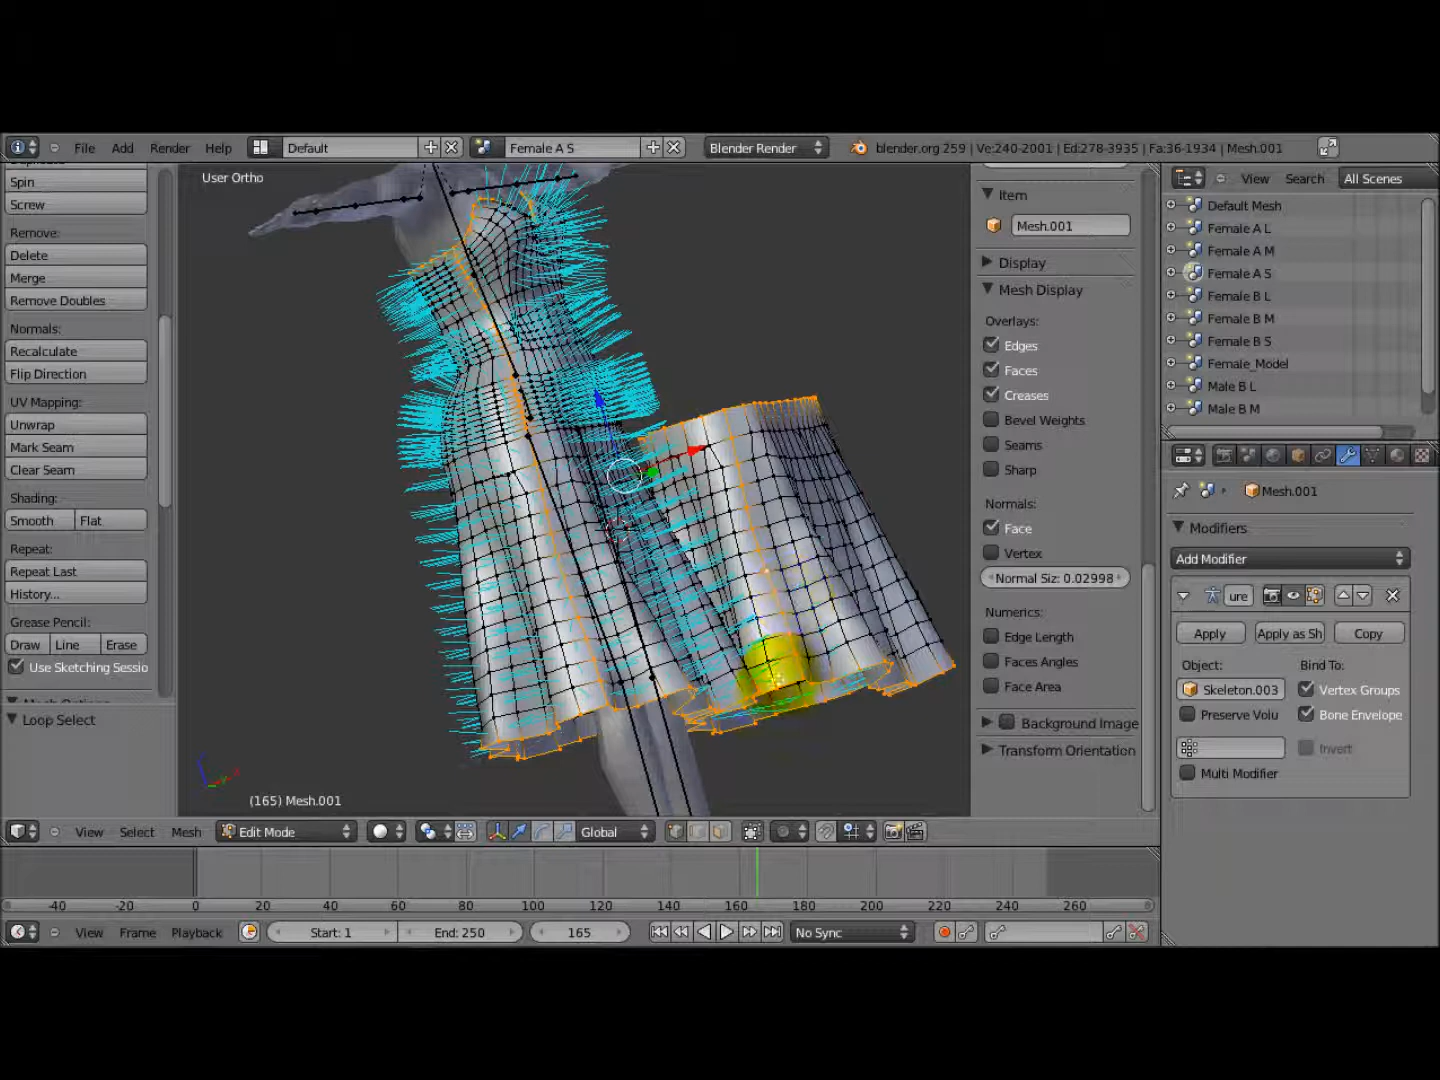 File Add Render Help Default Female A S Blender Render blender.org 259 | Ve:240-2001 | Ed:278-3935 | Fa:36-1934 | Mesh.001
Spin
Screw
Remove:
Delete
Merge
Remove Doubles
Normals:
Recalculate
Flip Direction
UV Mapping:
Unwrap
Mark Seam
Clear Seam
Shading:
Smooth Flat
Repeat:
Repeat Last
History...
Grease Pencil:
Draw Line Erase
Use Sketching Sessio
Loop Select
User Ortho
(165) Mesh.001
Item
Mesh.001
Display
Mesh Display
Overlays:
Edges
Faces
Creases
Bevel Weights
Seams
Sharp
Normals:
Face
Vertex
Normal Siz: 0.02998
Numerics:
Edge Length
Faces Angles
Face Area
Background Image
Transform Orientation
View Search All Scenes
Default Mesh
Female A L
Female A M
Female A S
Female B L
Female B M
Female B S
Female_Model
Male B L
Male B M
Mesh.001
Modifiers
Add Modifier
ure
Apply Apply as Sh Copy
Object: Bind To:
Skeleton.003 Vertex Groups
Preserve Volu Bone Envelope
Invert
Multi Modifier
View Select Mesh Edit Mode Global
-40 -20 0 20 40 60 80 100 120 140 160 180 200 220 240 260
View Frame Playback Start: 1 End: 250 165 No Sync